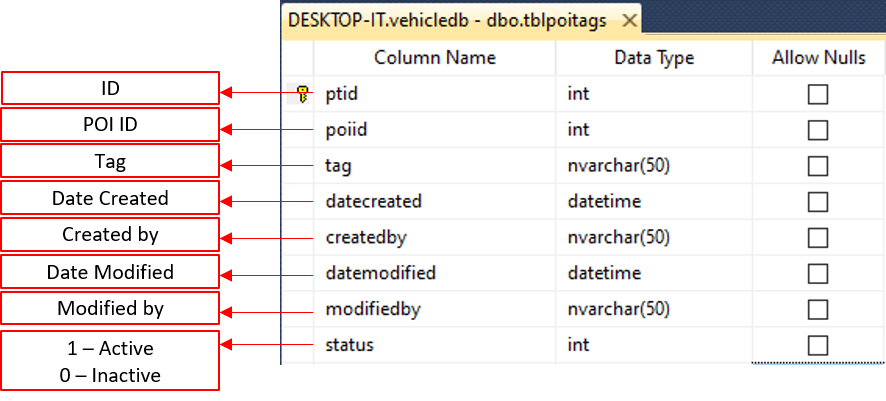 DESKTOP-IT.vehicledb - dbo.tblpoitags
Column Name Data Type Allow Nulls
ID ptid int
POI ID poiid int
Tag tag nvarchar(50)
Date Created datecreated datetime
Created by createdby nvarchar(50)
Date Modified datemodified datetime
Modified by modifiedby nvarchar(50)
1 – Active status int
0 – Inactive